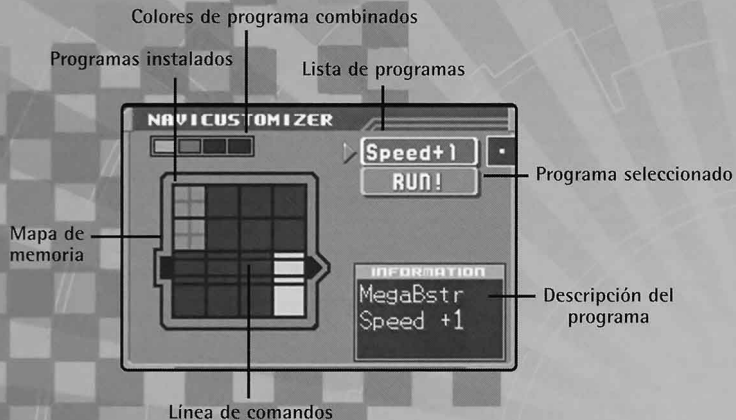 Colores de programa combinados
Programas instalados
Lista de programas
NAVICUSTOMIZER
Speed+1
RUN!
Programa seleccionado
Mapa de
memoria
INFORMATION
MegaBstr
Speed +1
Descripción del
programa
Línea de comandos